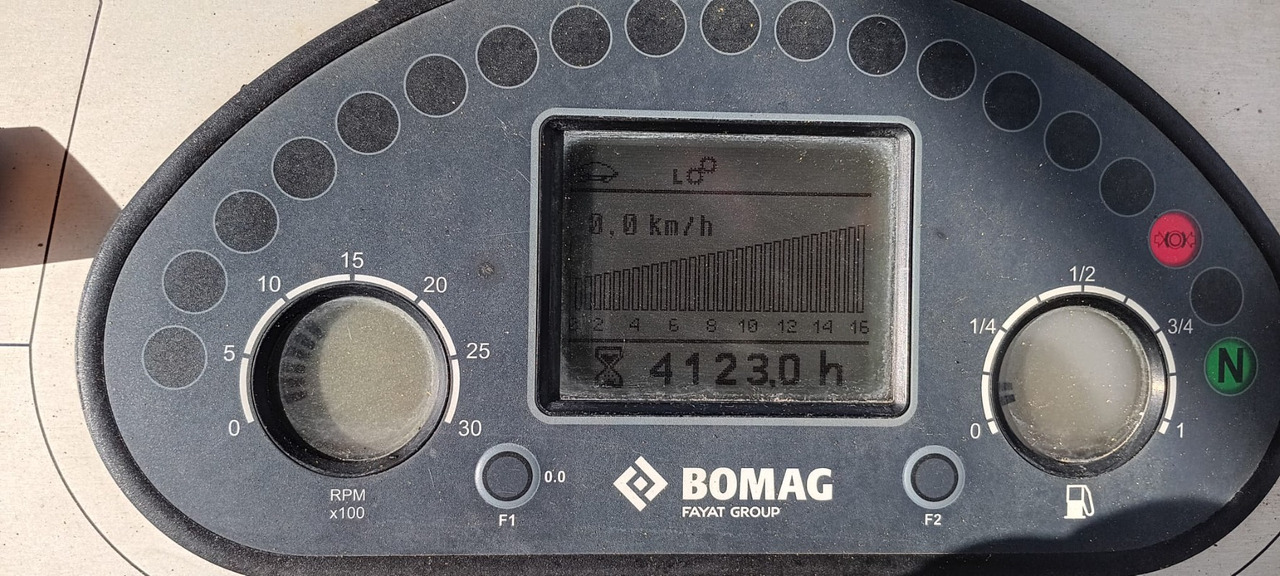 L
0.0 km/h
2 4 6 8 10 12 14 16
4123.0 h
0 5 10 15 20 25 30
RPM
x100
0 1/4 1/2 3/4 1
N
0.0
F1
BOMAG
FAYAT GROUP
F2